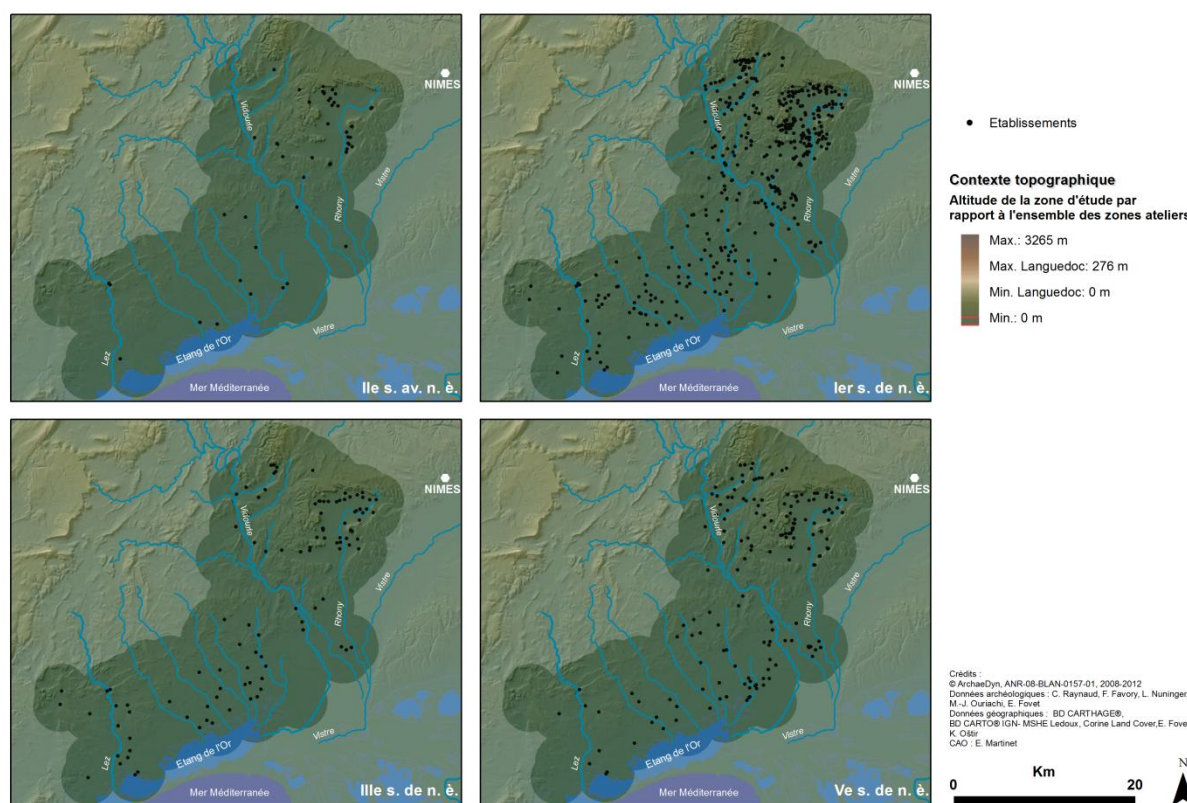 NIMES
Vidourle
Vistre
Rhony
Lez
Etang de l'Or
Vistre
Mer Méditerranée
IIe s. av. n. è.
NIMES
Vidourle
Vistre
Rhony
Lez
Etang de l'Or
Vistre
Mer Méditerranée
Ier s. de n. è.
Etablissements
Contexte topographique
Altitude de la zone d'étude par
rapport à l'ensemble des zones ateliers
Max.: 3265 m
Max. Languedoc: 276 m
Min. Languedoc: 0 m
Min.: 0 m
NIMES
Vidourle
Vistre
Rhony
Lez
Etang de l'Or
Vistre
Mer Méditerranée
IIIe s. de n. è.
NIMES
Vidourle
Vistre
Rhony
Lez
Etang de l'Or
Vistre
Mer Méditerranée
Ve s. de n. è.
Crédits :
© ArchaeDyn, ANR-08-BLAN-0157-01, 2008-2012
Données archéologiques : C. Raynaud, F. Favory, L. Nuninger,
M.-J. Ouriachi, E. Fovet
Données géographiques : BD CARTHAGE®,
BD CARTO® IGN- MSHE Ledoux, Corine Land Cover,E. Fove
K. Oštir
CAO : E. Martinet
Km
0 20
N